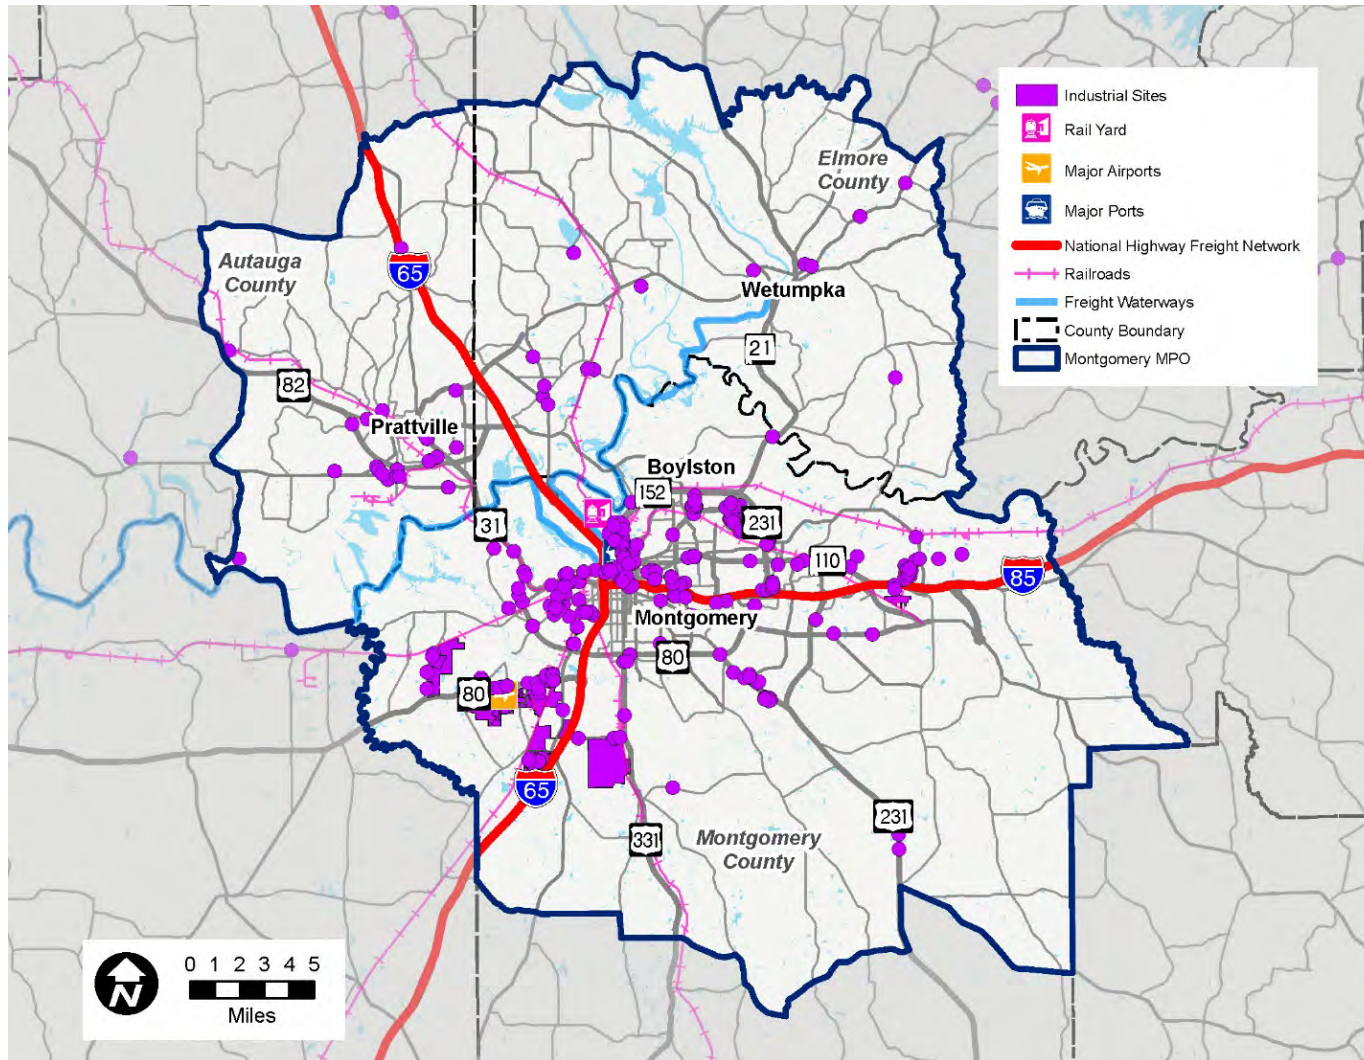 Industrial Sites
Rail Yard
Major Airports
Major Ports
National Highway Freight Network
Railroads
Freight Waterways
County Boundary
Montgomery MPO
Elmore
County
Autauga
County
65
Wetumpka
21
82
Prattville
Boylston
152
31
231
110
85
Montgomery
80
80
65
231
331
Montgomery
County
N
0 1 2 3 4 5
Miles